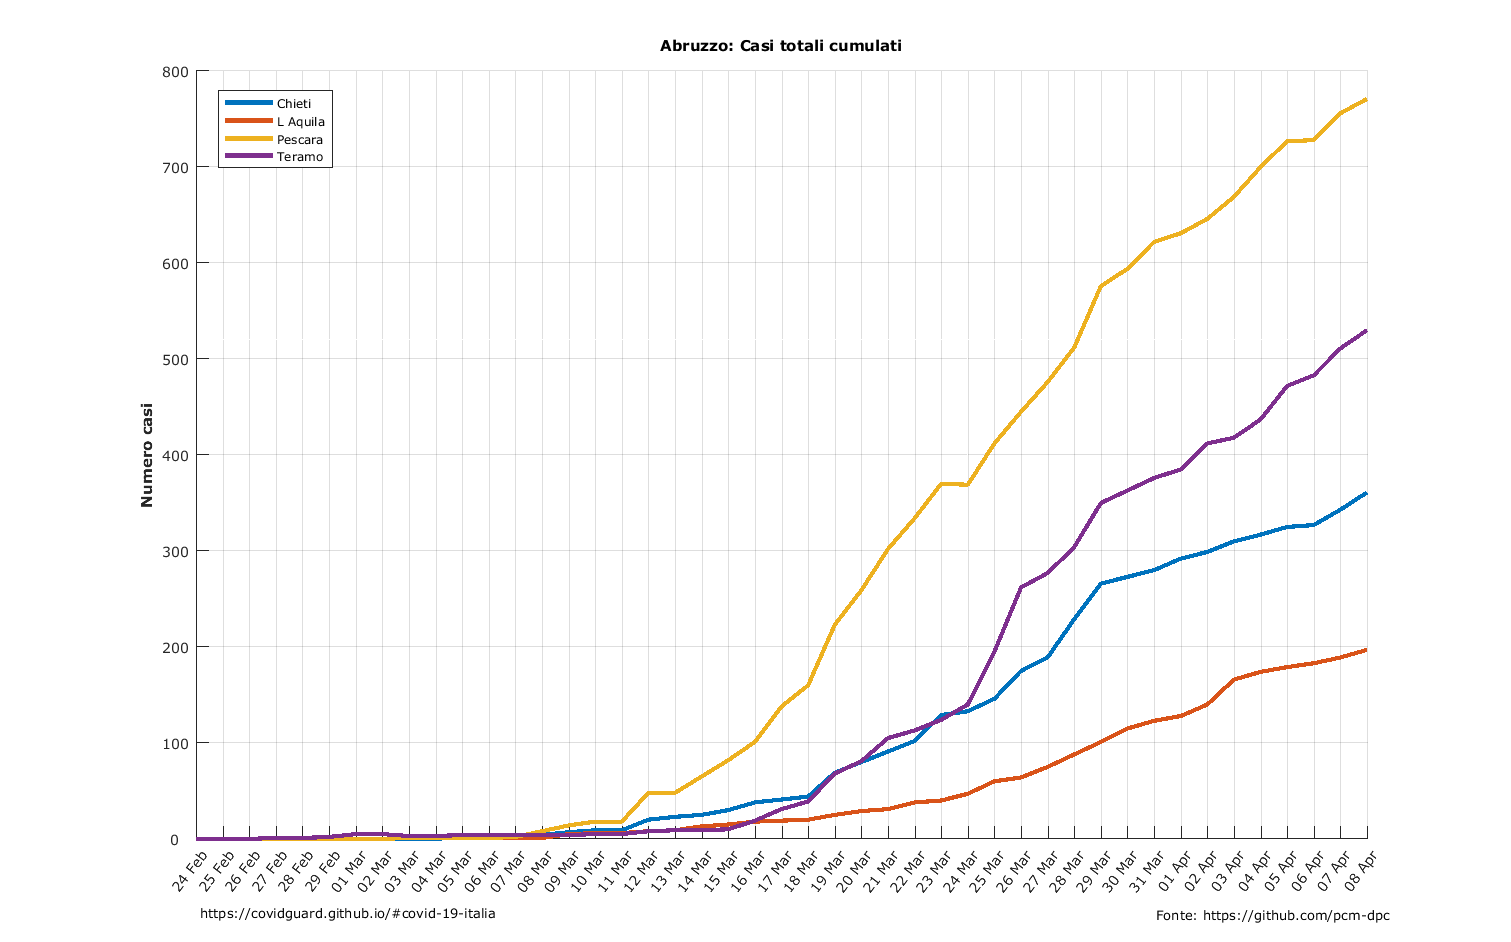 Abruzzo: Casi totali cumulati
800
700
600
500
400
300
200
100
0
Numero casi
Chieti
L Aquila
Pescara
Teramo
24 Feb
25 Feb
26 Feb
27 Feb
28 Feb
29 Feb
01 Mar
02 Mar
03 Mar
04 Mar
05 Mar
06 Mar
07 Mar
08 Mar
09 Mar
10 Mar
11 Mar
12 Mar
13 Mar
14 Mar
15 Mar
16 Mar
17 Mar
18 Mar
19 Mar
20 Mar
21 Mar
22 Mar
23 Mar
24 Mar
25 Mar
26 Mar
27 Mar
28 Mar
29 Mar
30 Mar
31 Mar
01 Apr
02 Apr
03 Apr
04 Apr
05 Apr
06 Apr
07 Apr
08 Apr
https://covidguard.github.io/#covid-19-italia
Fonte: https://github.com/pcm-dpc